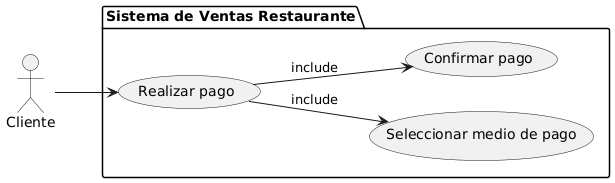 Sistema de Ventas Restaurante
Confirmar pago
include
Realizar pago
include
Cliente
Seleccionar medio de pago